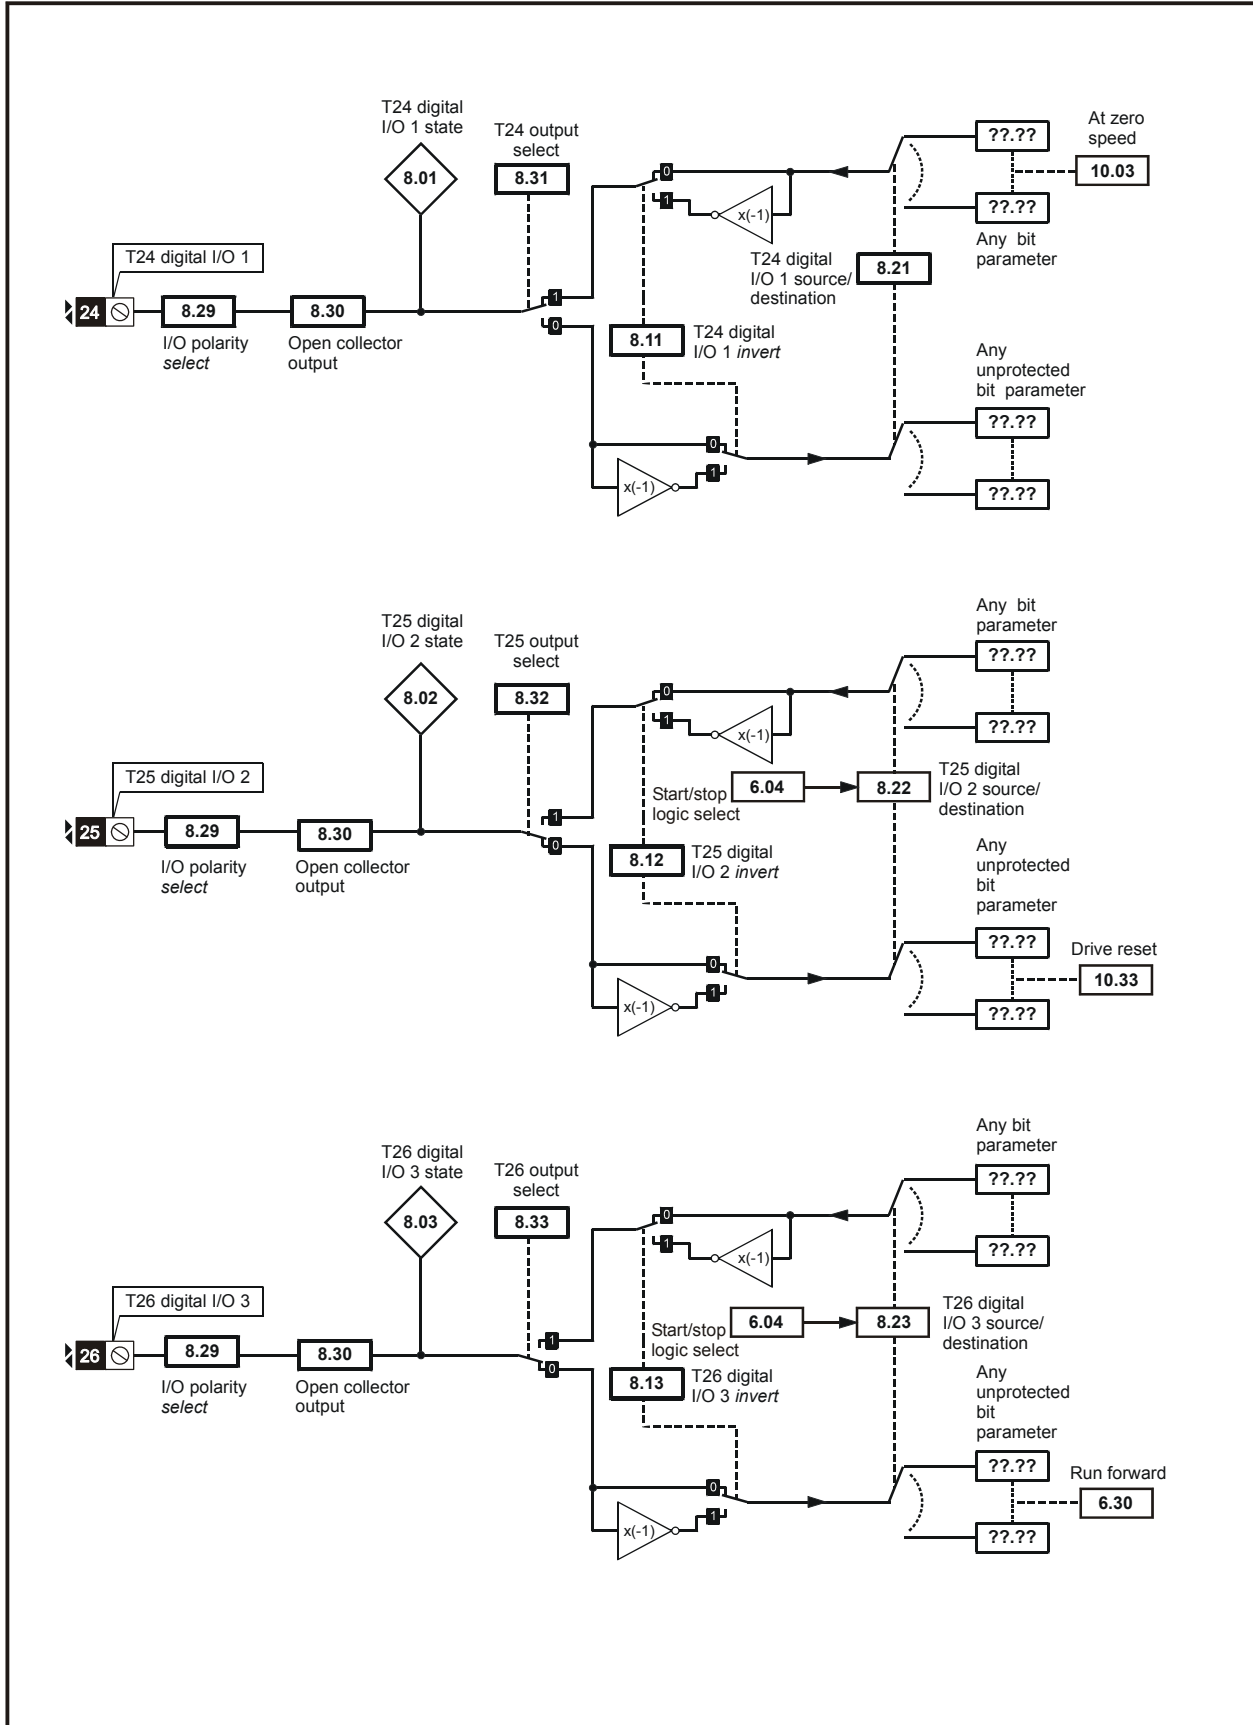 T24 digital
I/O 1 state
8.01
T24 output
select
8.31
0
1
x(-1)
??.??
??.??
Any bit
parameter
At zero
speed
10.03
T24 digital I/O 1
24
8.29
I/O polarity
select
8.30
Open collector
output
1
0
T24 digital
I/O 1 source/
destination
8.21
8.11
T24 digital
I/O 1 invert
Any
unprotected
bit parameter
??.??
??.??
0
1
x(-1)
T25 digital
I/O 2 state
8.02
T25 output
select
8.32
0
1
x(-1)
Any bit
parameter
??.??
??.??
T25 digital I/O 2
25
8.29
I/O polarity
select
8.30
Open collector
output
1
0
Start/stop
logic select
6.04
8.22
T25 digital
I/O 2 source/
destination
8.12
T25 digital
I/O 2 invert
Any
unprotected
bit
parameter
??.??
??.??
Drive reset
10.33
0
1
x(-1)
T26 digital
I/O 3 state
8.03
T26 output
select
8.33
0
1
x(-1)
Any bit
parameter
??.??
??.??
T26 digital I/O 3
26
8.29
I/O polarity
select
8.30
Open collector
output
1
0
Start/stop
logic select
6.04
8.23
T26 digital
I/O 3 source/
destination
8.13
T26 digital
I/O 3 invert
Any
unprotected
bit
parameter
??.??
??.??
Run forward
6.30
0
1
x(-1)